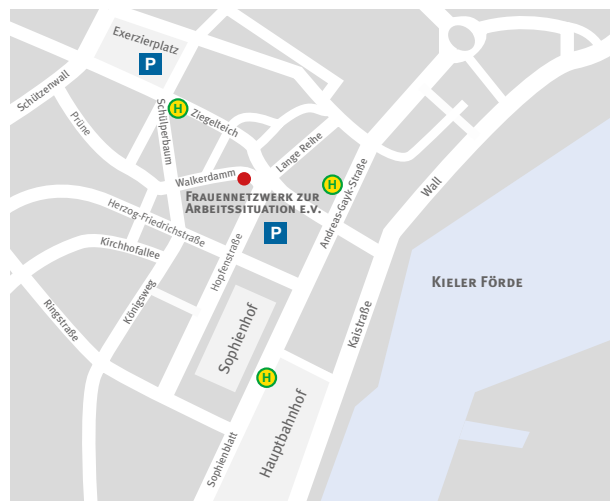 Exerzierplatz
P
Schützenwall
H
Ziegelteich
Prüne
Schülperbaum
Lange Reihe
Walkerdamm
H
Andreas-Gayk-Straße
Wall
Frauennetzwerk zur
Arbeitssituation e.V.
Herzog-Friedrichstraße
P
Kirchhofallee
Hopfenstraße
Königsweg
Kieler Förde
Ringstraße
Kaistraße
Sophienhof
H
Hauptbahnhof
Sophienblatt